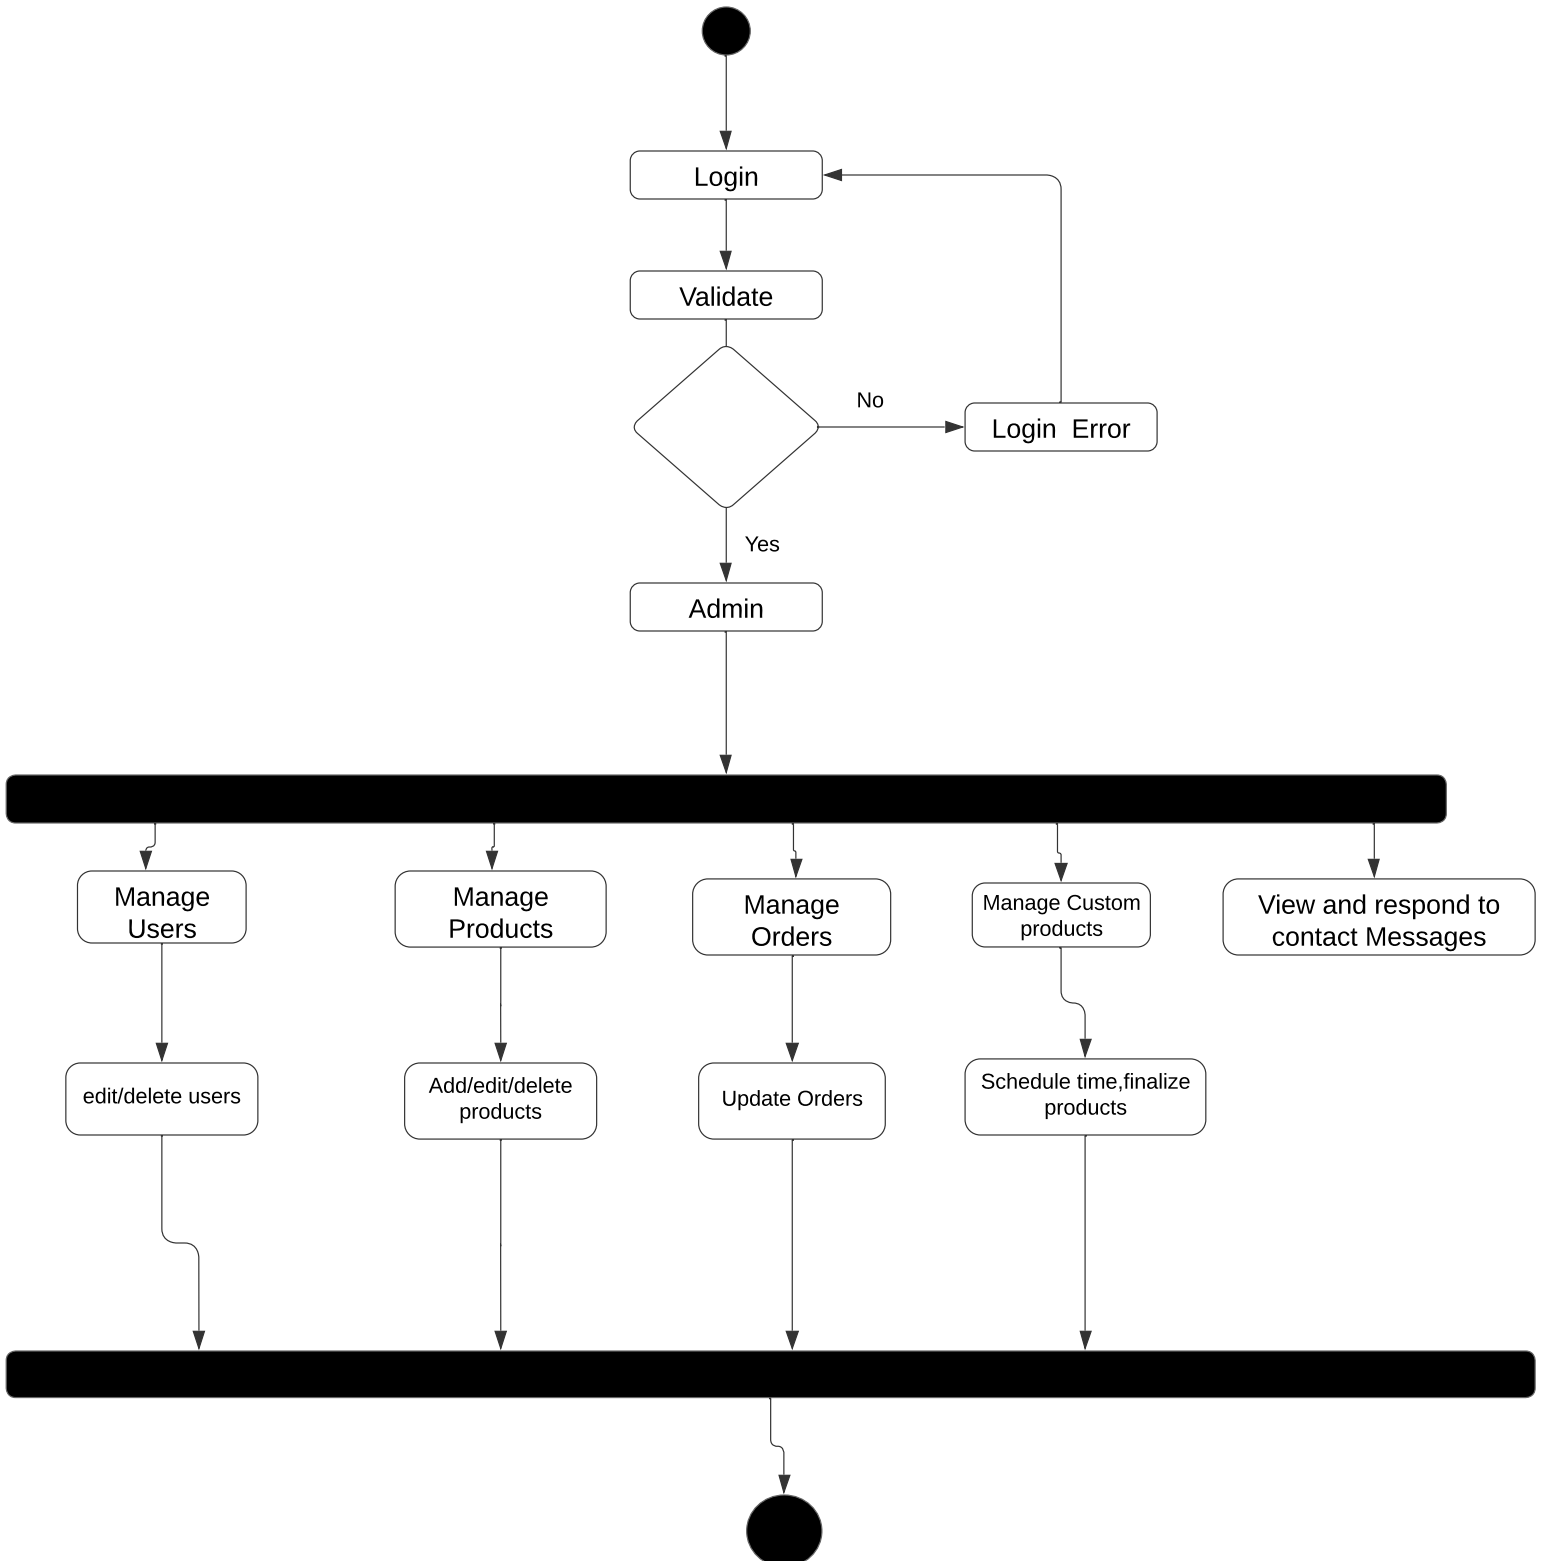 Login
Validate
No
Login  Error
Yes
Admin
Manage
Users
Manage
Products
Manage
Orders
Manage Custom
products
View and respond to
contact Messages
edit/delete users
Add/edit/delete
products
Update Orders
Schedule time,finalize
products